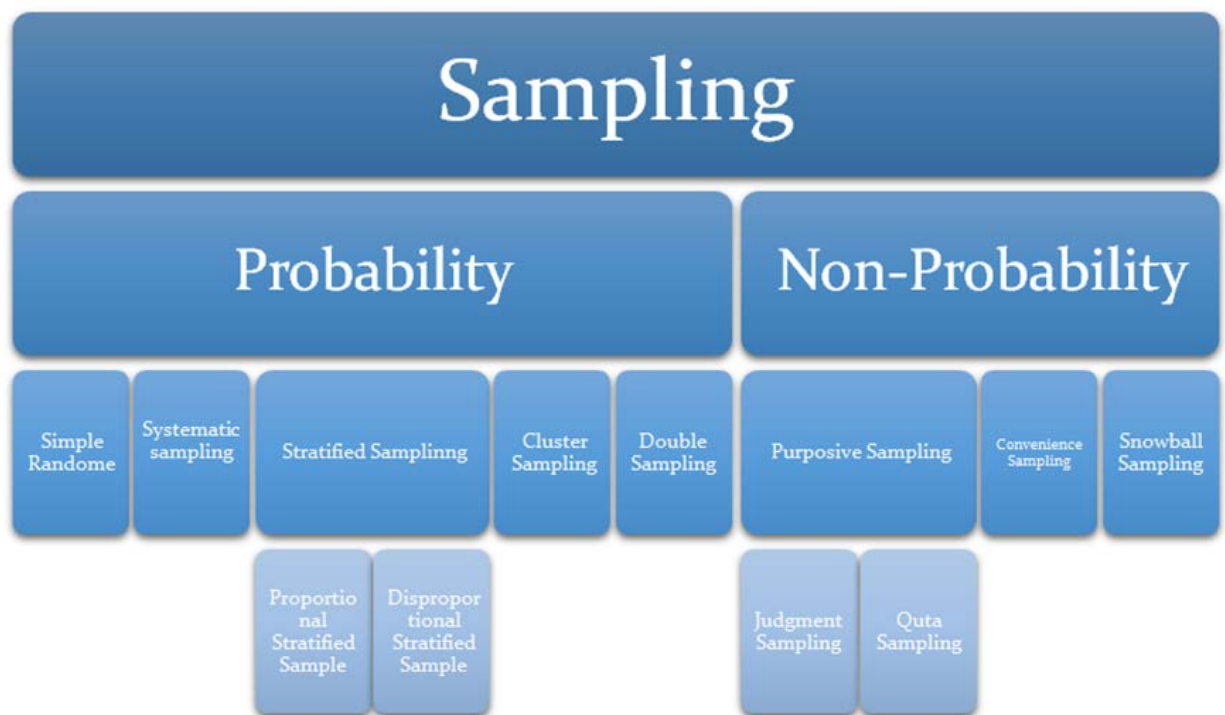 Sampling
Probability
Non-Probability
Simple
Randome
Systematic
sampling
Stratified Samplinng
Cluster
Sampling
Double
Sampling
Purposive Sampling
Convenience
Sampling
Snowball
Sampling
Proportio
nal
Stratified
Sample
Dispropor
tional
Stratified
Sample
Judgment
Sampling
Quta
Sampling